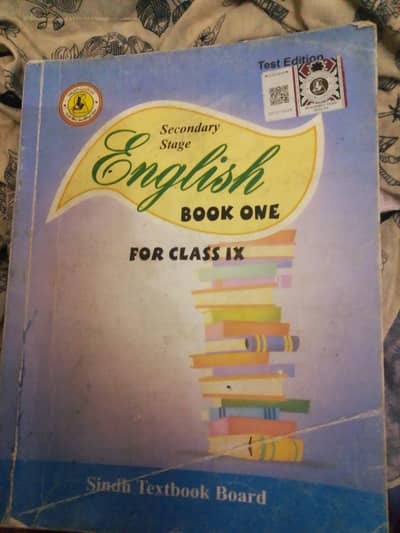 Test Edition
Secondary
Stage
English
BOOK ONE
FOR CLASS IX
Sindh Textbook Board